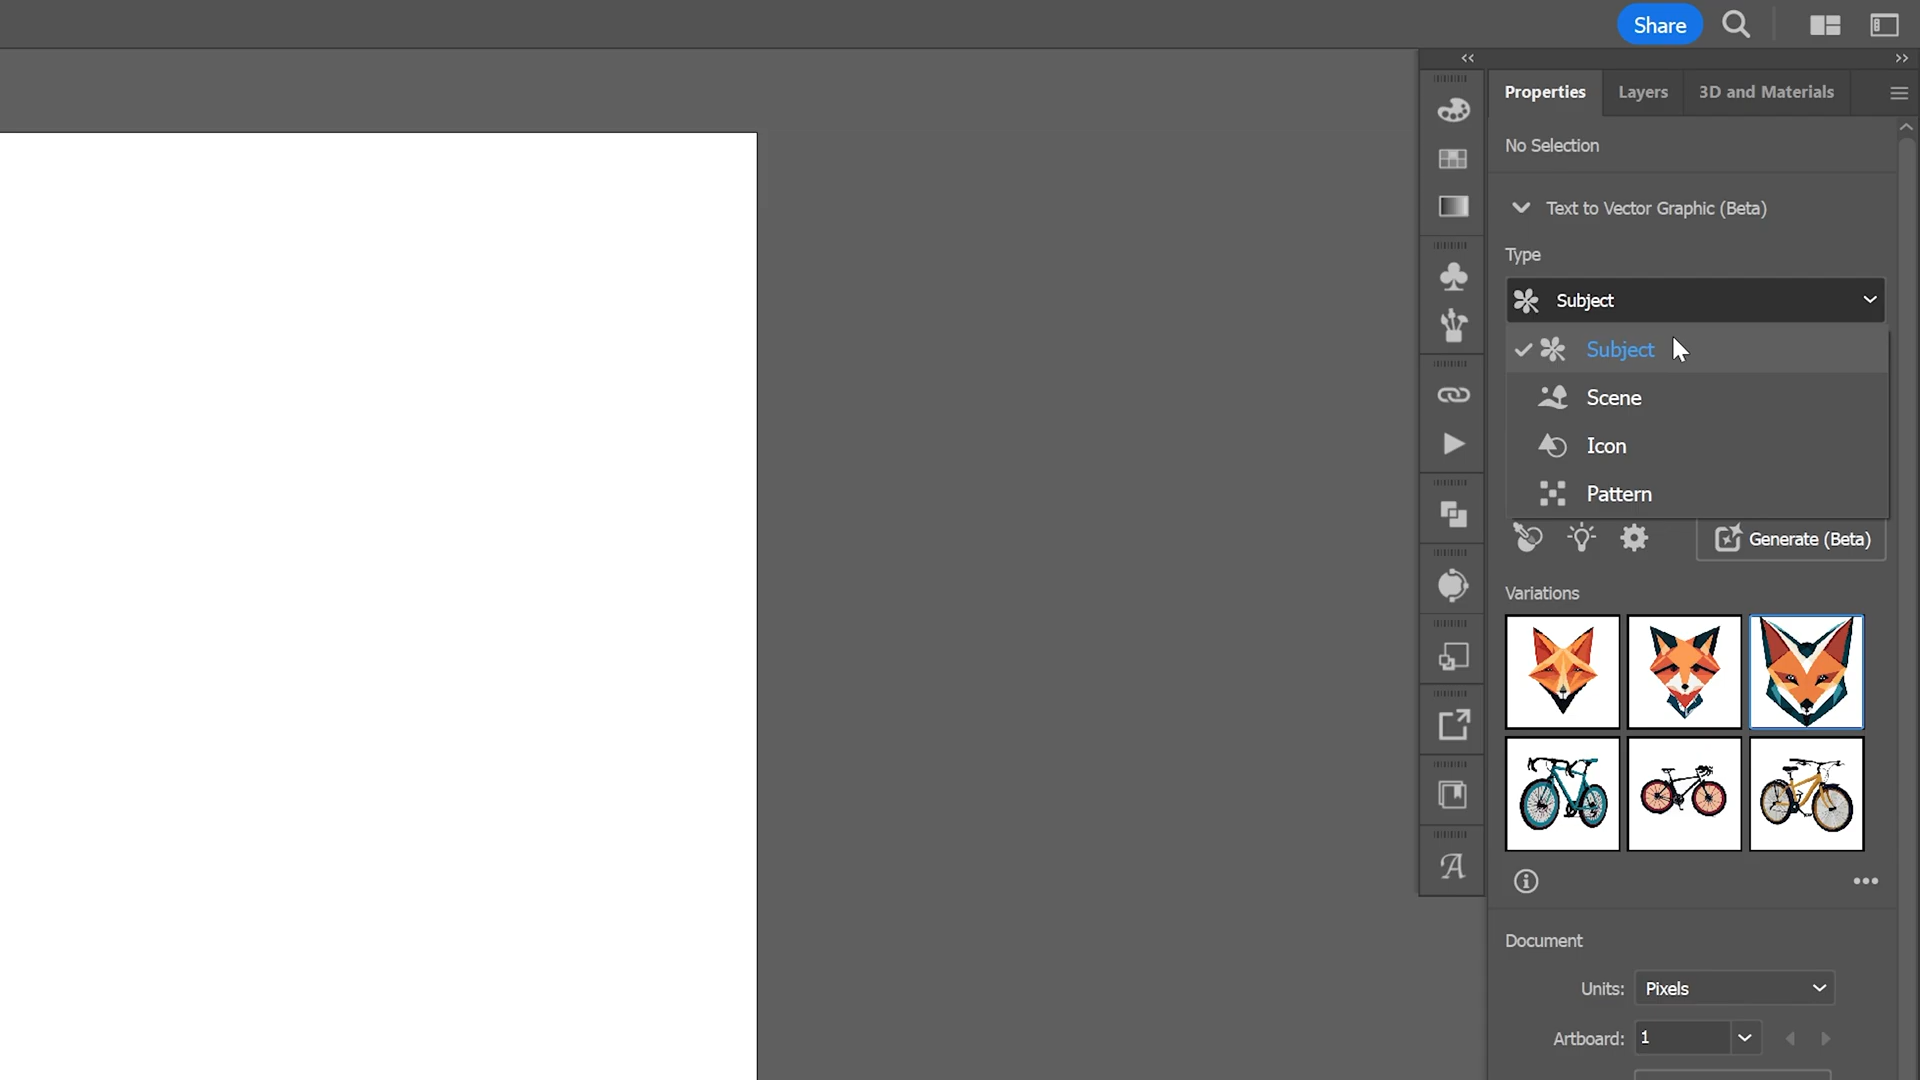 Share
Properties
Layers
3D and Materials
No Selection
Text to Vector Graphic (Beta)
Type
Subject
Subject
Scene
Icon
Pattern
Generate (Beta)
Variations
Document
Units: Pixels
Artboard: 1